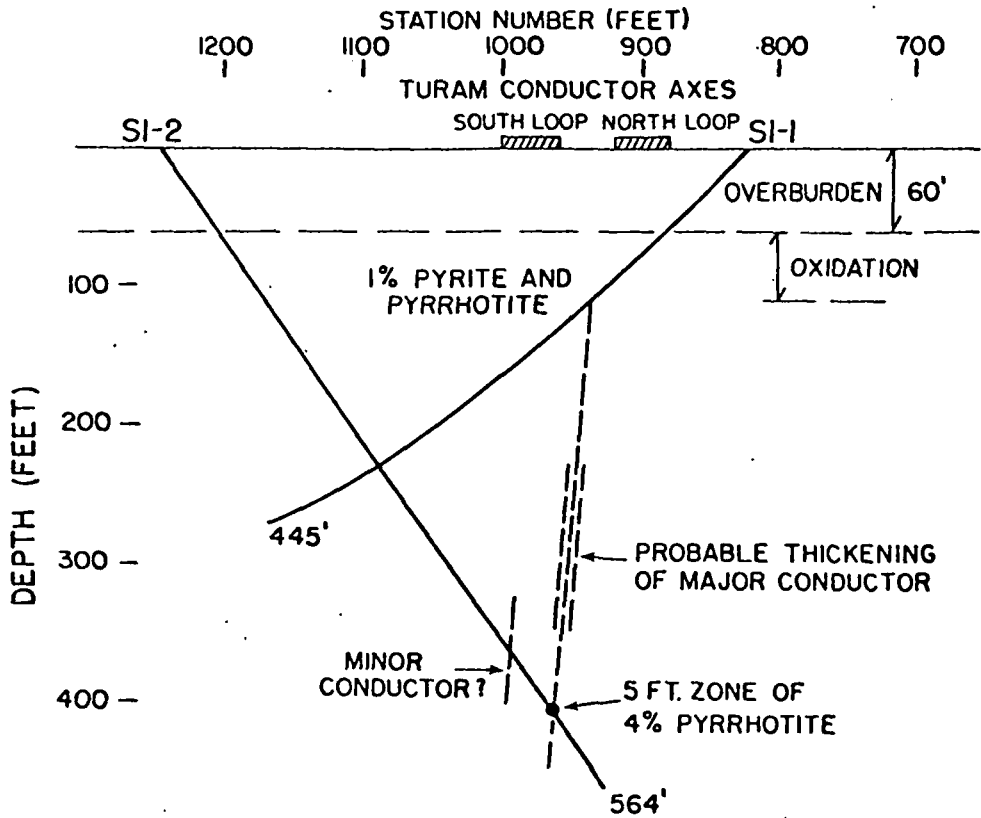 STATION NUMBER (FEET)
1200 1100 1000 900 800 700
TURAM CONDUCTOR AXES
SOUTH LOOP NORTH LOOP
SI-2 SI-1
OVERBURDEN 60'
OXIDATION
1% PYRITE AND
PYRRHOTITE
100
200
300
400
DEPTH (FEET)
445'
PROBABLE THICKENING
OF MAJOR CONDUCTOR
MINOR
CONDUCTOR?
5 FT. ZONE OF
4% PYRRHOTITE
564'